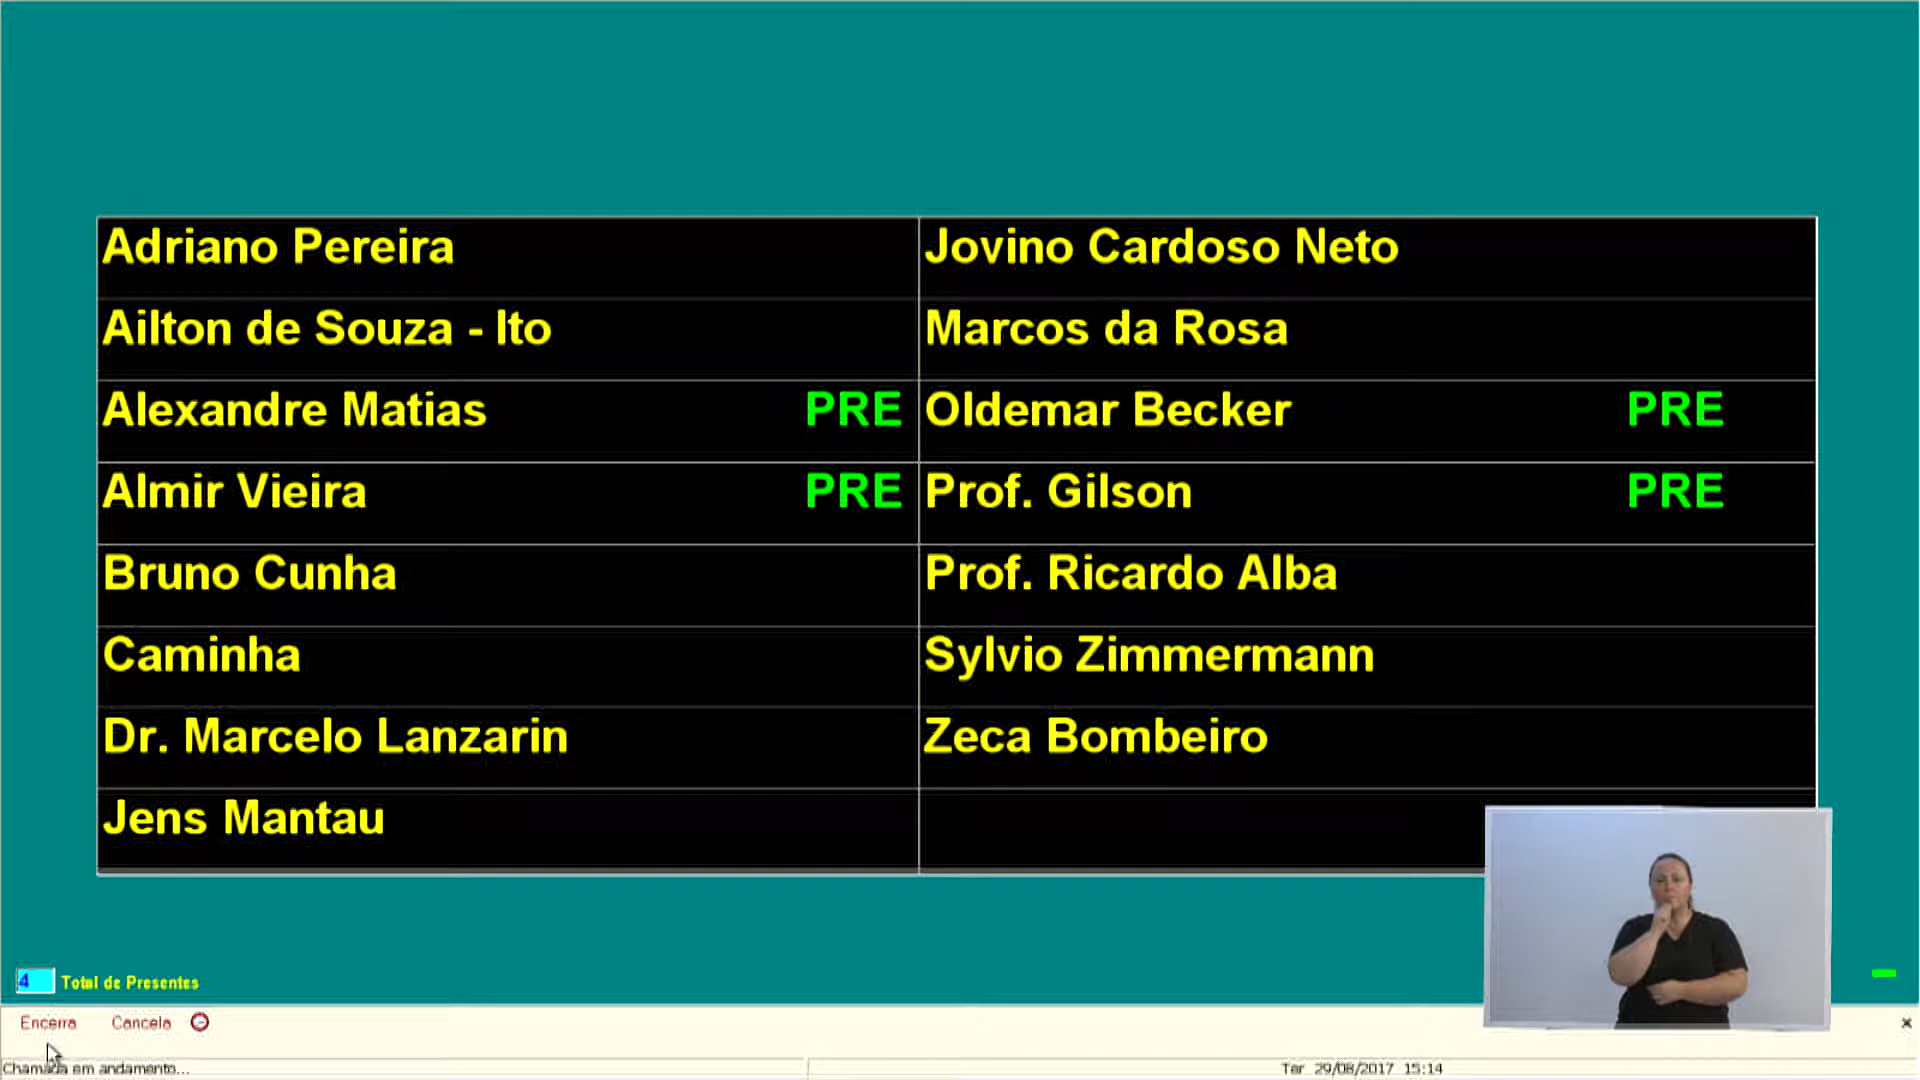 Adriano Pereira
Jovino Cardoso Neto
Ailton de Souza - Ito
Marcos da Rosa
Alexandre Matias PRE
Oldemar Becker PRE
Almir Vieira PRE
Prof. Gilson PRE
Bruno Cunha
Prof. Ricardo Alba
Caminha
Sylvio Zimmermann
Dr. Marcelo Lanzarin
Zeca Bombeiro
Jens Mantau
4 Total de Presentes
Encerra Cancela
Chamada em andamento...
Ter 29/08/2017 15:14